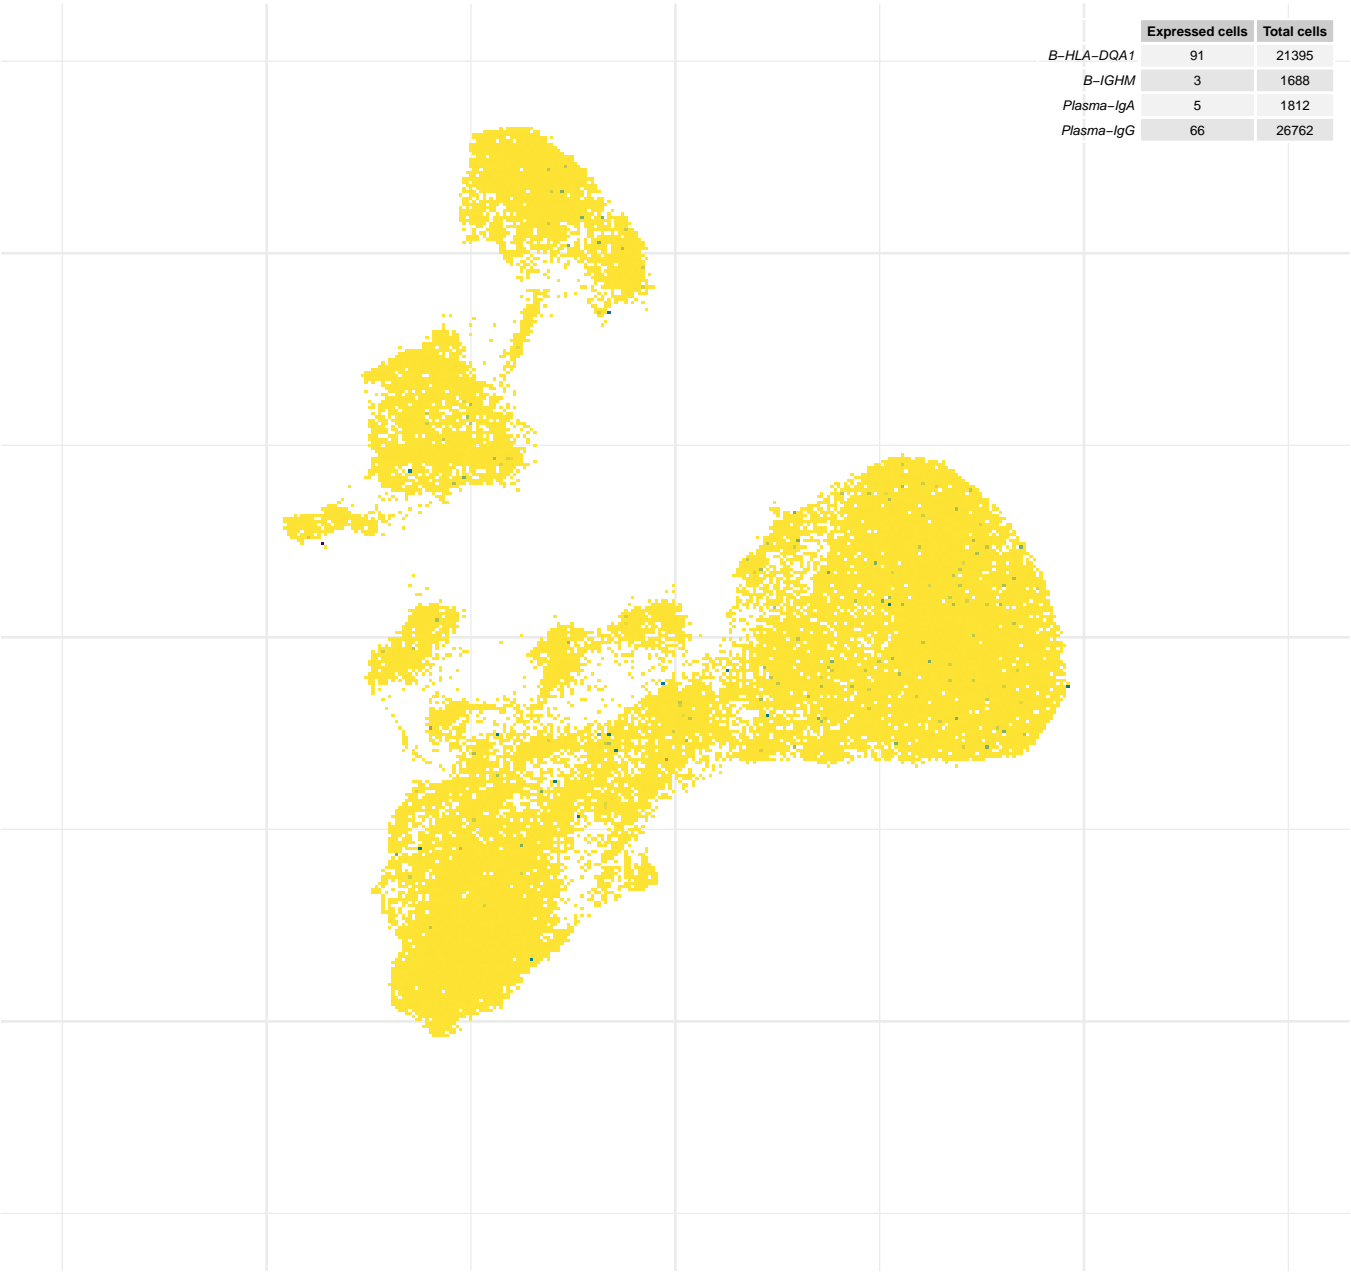 Expressed cells Total cells
B−HLA−DQA1 91 21395
B−IGHM 3 1688
Plasma−IgA 5 1812
Plasma−IgG 66 26762